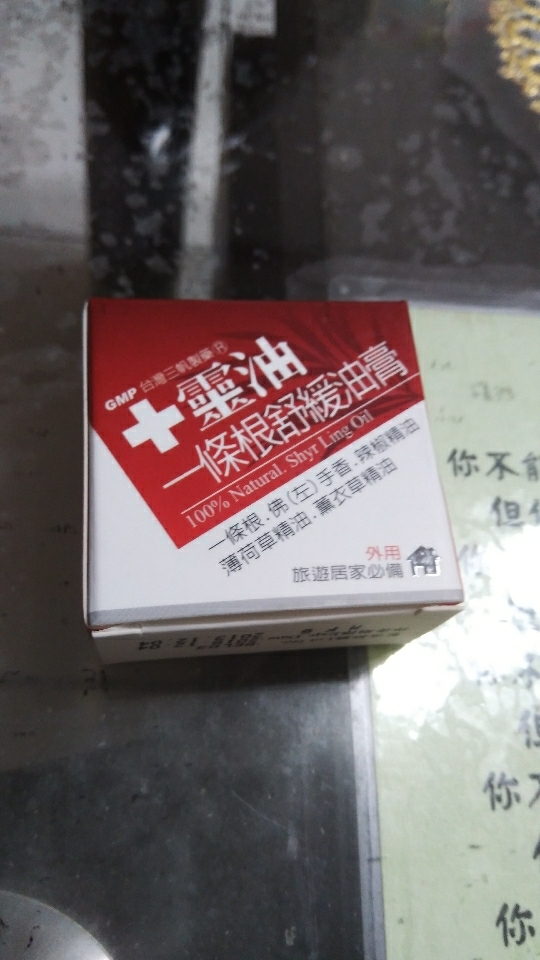 GMP 台灣三帆製藥®
靈油
一條根舒緩油膏
100% Natural. Shyr Ling Oil
一條根.佛(左)手香.辣椒精油
薄荷草精油.薰衣草精油
外用
旅遊居家必備
你不能
但
你
你不
你